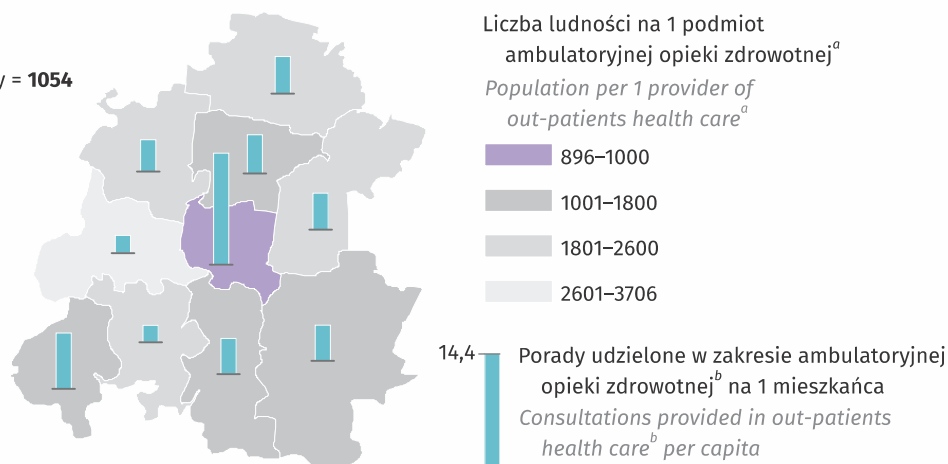 y = 1054
Liczba ludności na 1 podmiot
ambulatoryjnej opieki zdrowotnej^a
Population per 1 provider of
out-patients health care^a
896–1000
1001–1800
1801–2600
2601–3706
14,4
Porady udzielone w zakresie ambulatoryjnej
opieki zdrowotnej^b na 1 mieszkańca
Consultations provided in out-patients
health care^b per capita